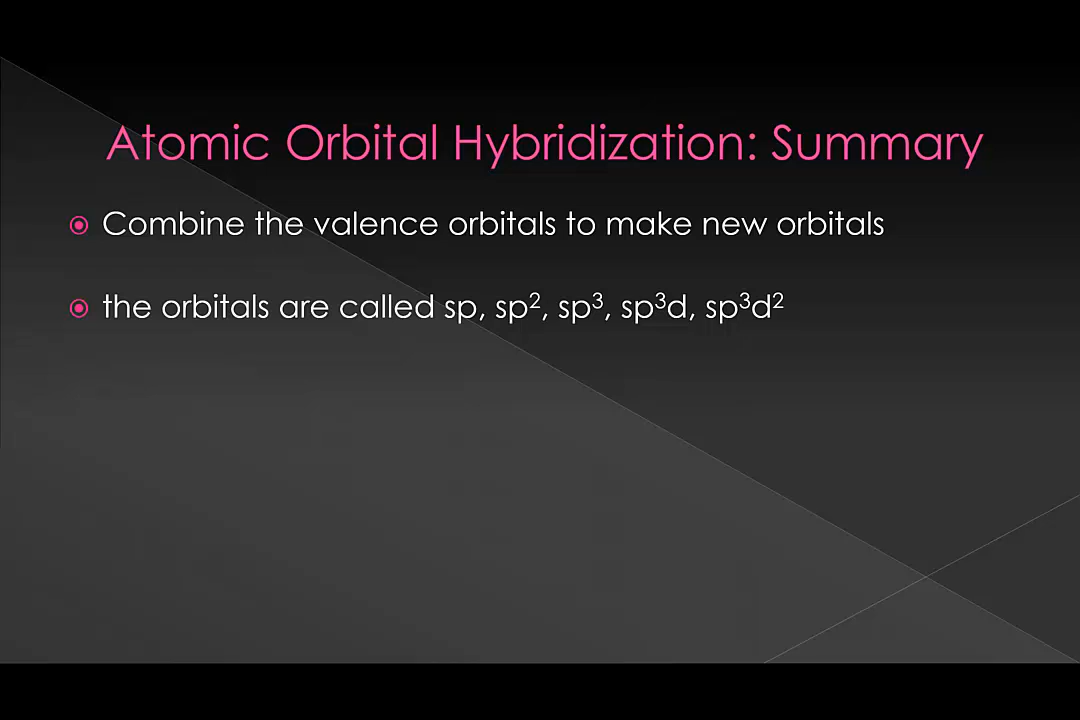 Atomic Orbital Hybridization: Summary
Combine the valence orbitals to make new orbitals
the orbitals are called sp, sp², sp³, sp³d, sp³d²